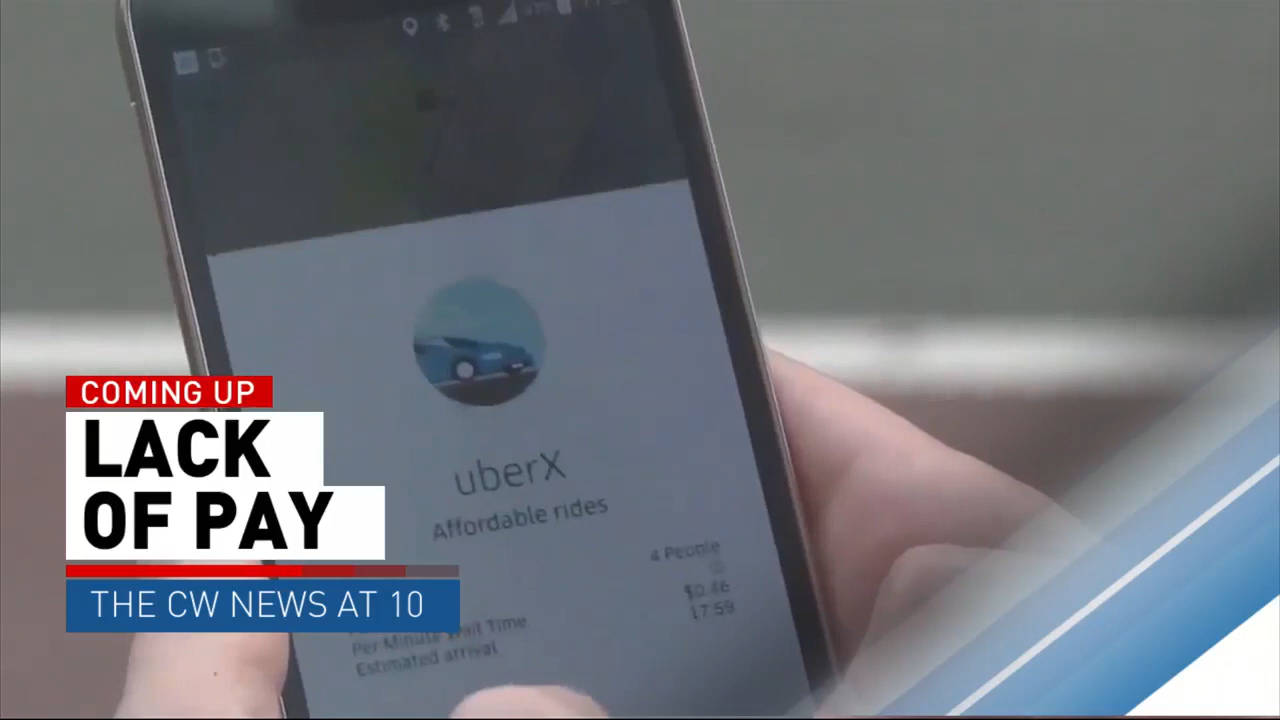 COMING UP
LACK
OF PAY
THE CW NEWS AT 10
uberX
Affordable rides
4 People
$0.46
17:59
Per Minute Wait Time
Estimated arrival